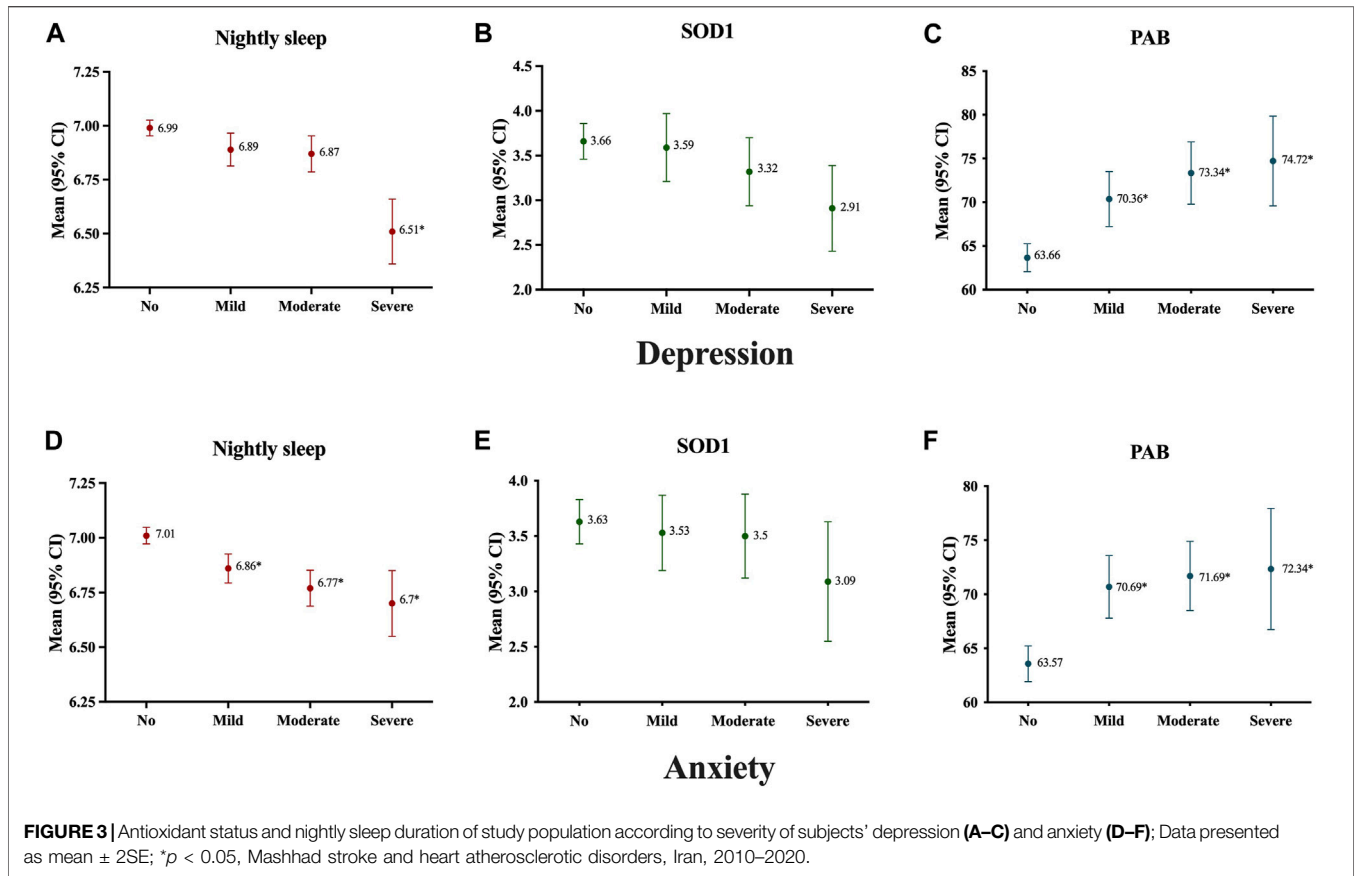 A
Nightly sleep
Mean (95% CI)
7.25
7.00
6.75
6.50
6.25
6.99
6.89
6.87
6.51*
No Mild Moderate Severe
B
SOD1
Mean (95% CI)
4.5
4.0
3.5
3.0
2.5
2.0
3.66
3.59
3.32
2.91
No Mild Moderate Severe
C
PAB
Mean (95% CI)
85
80
75
70
65
60
63.66
70.36*
73.34*
74.72*
No Mild Moderate Severe
Depression
D
Nightly sleep
Mean (95% CI)
7.25
7.00
6.75
6.50
6.25
7.01
6.86*
6.77*
6.7*
No Mild Moderate Severe
E
SOD1
Mean (95% CI)
4.0
3.5
3.0
2.5
2.0
3.63
3.53
3.5
3.09
No Mild Moderate Severe
F
PAB
Mean (95% CI)
80
75
70
65
60
63.57
70.69*
71.69*
72.34*
No Mild Moderate Severe
Anxiety
FIGURE 3 | Antioxidant status and nightly sleep duration of study population according to severity of subjects’ depression (A–C) and anxiety (D–F); Data presented
as mean ± 2SE; *p < 0.05, Mashhad stroke and heart atherosclerotic disorders, Iran, 2010–2020.